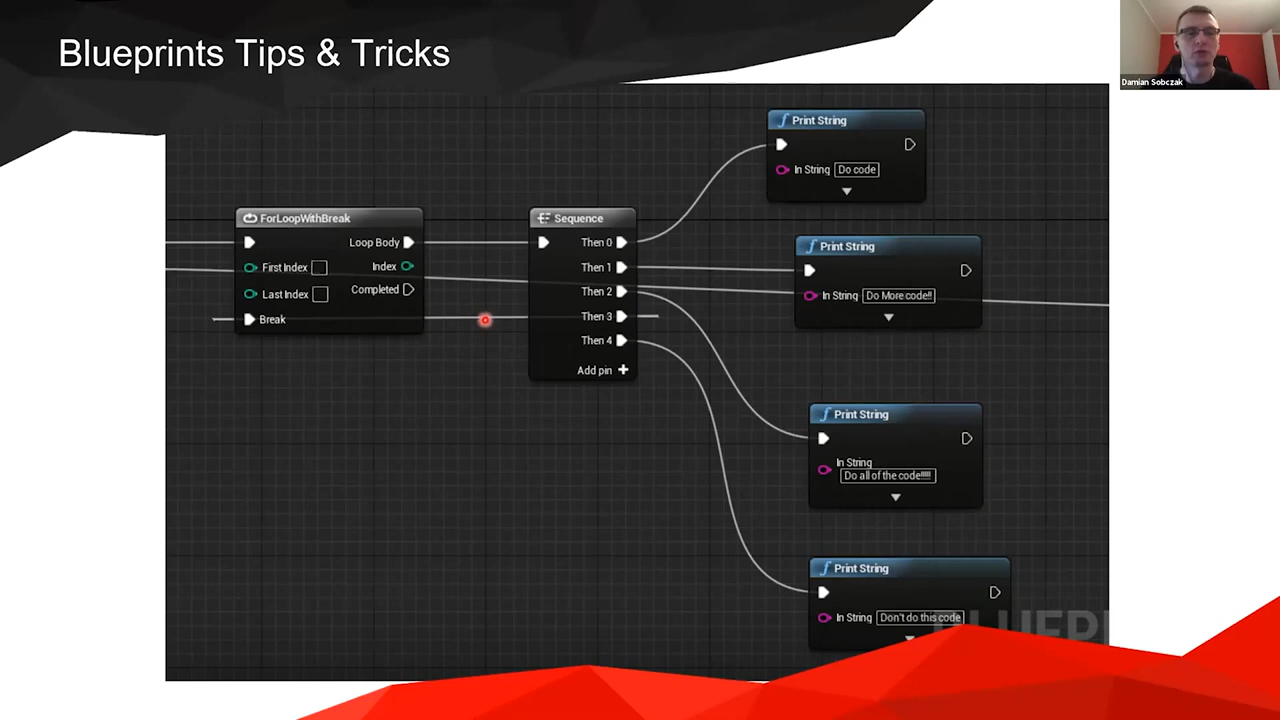 Blueprints Tips & Tricks
Damian Sobczak
Print String
In String Do code
ForLoopWithBreak
Loop Body
First Index
Index
Last Index
Completed
Break
Sequence
Then 0
Then 1
Then 2
Then 3
Then 4
Add pin
Print String
In String Do More code!!
Print String
In String
Do all of the code!!!!!
Print String
In String Don't do this code